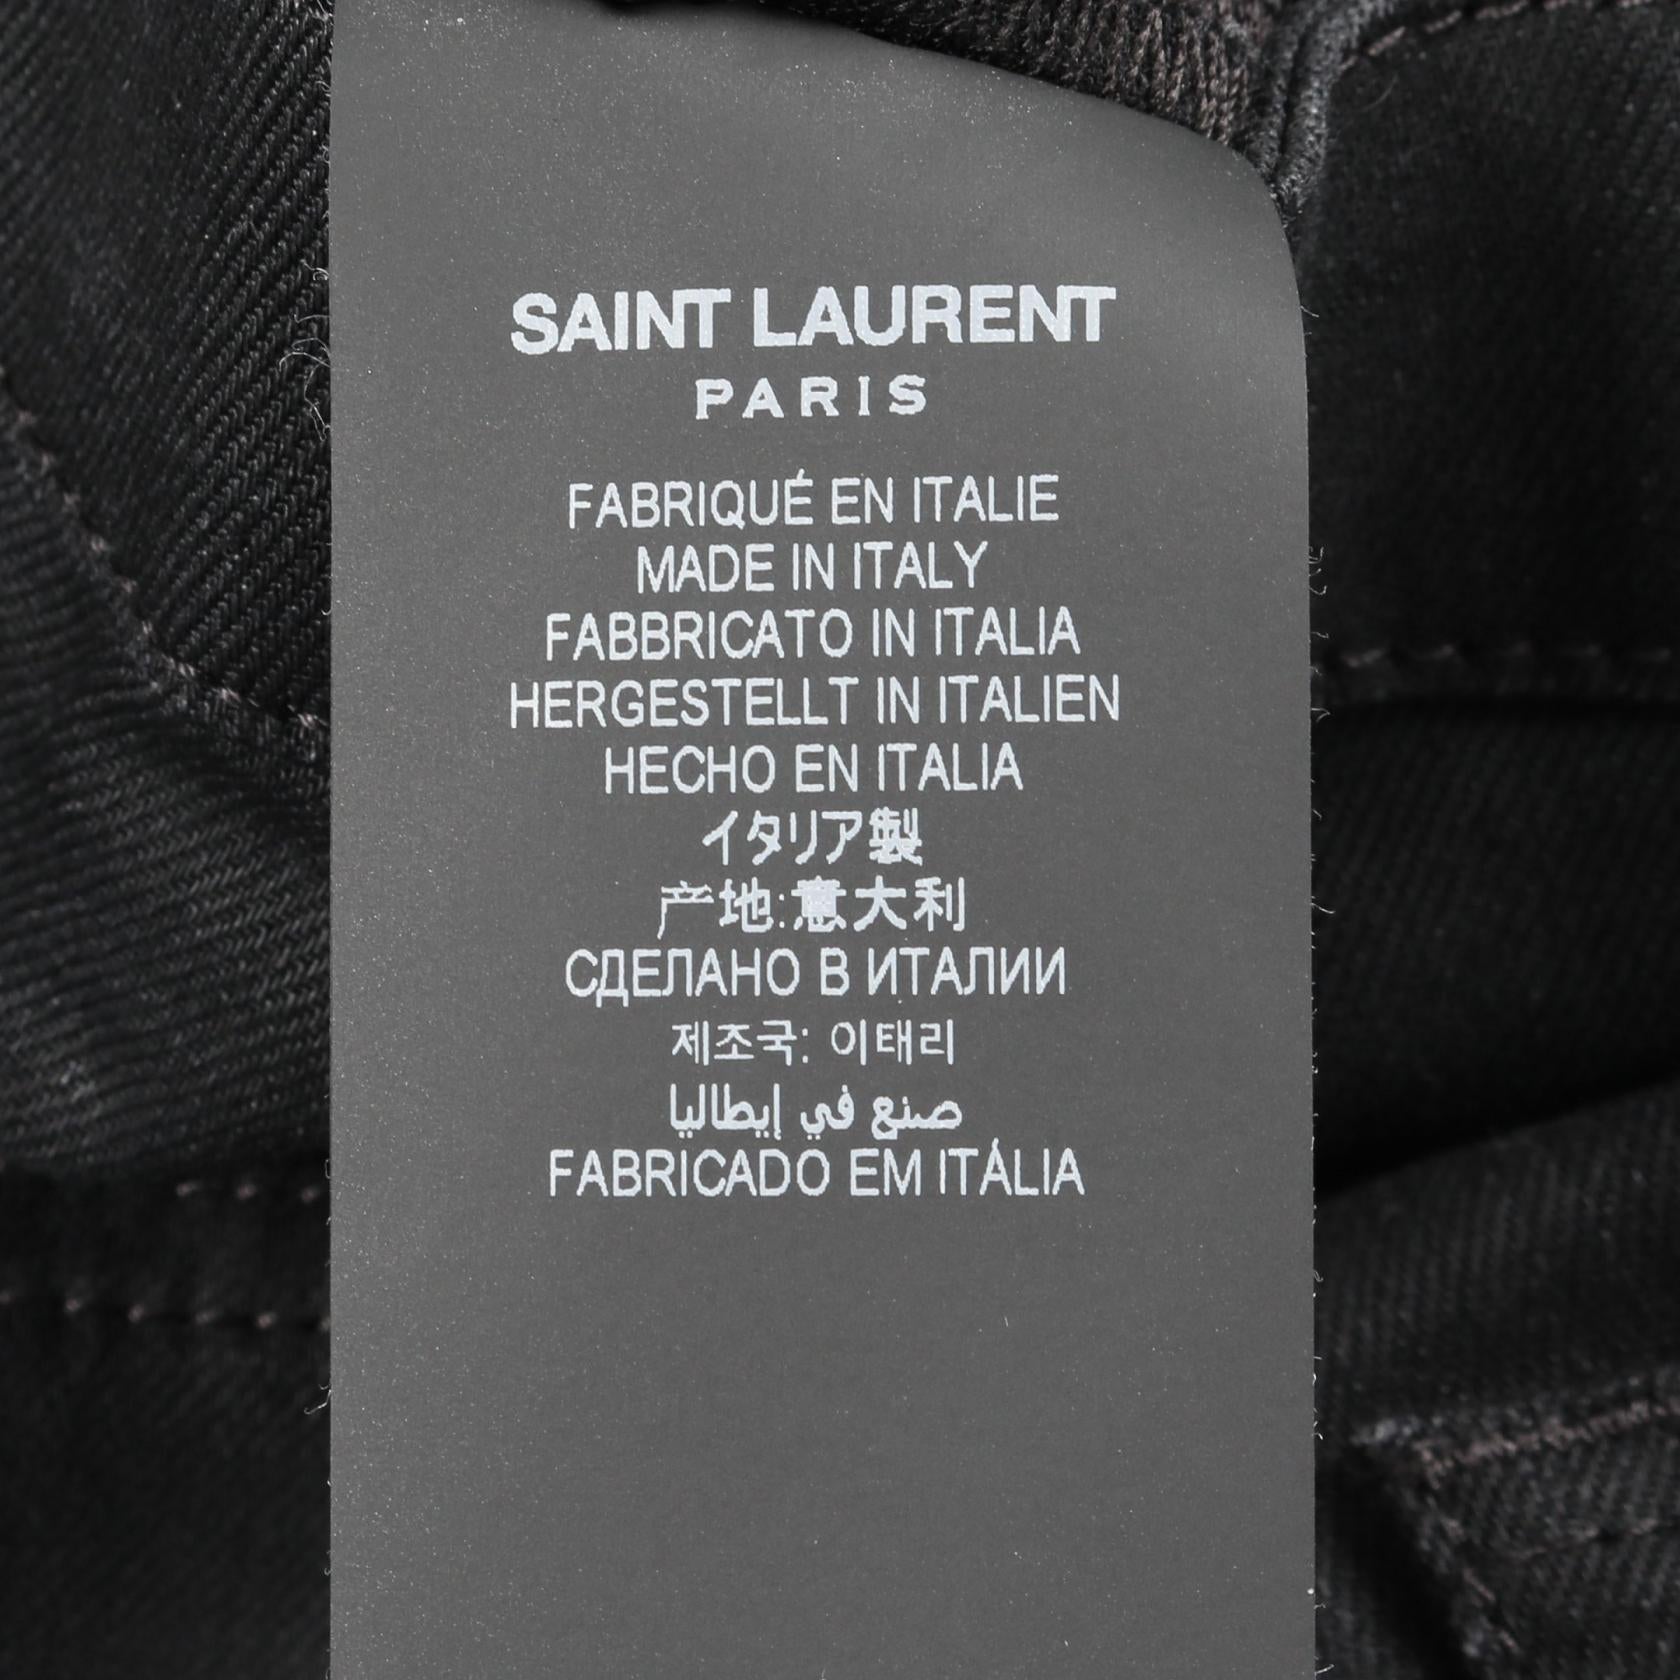 SAINT LAURENT
PARIS
FABRIQUÉ EN ITALIE
MADE IN ITALY
FABBRICATO IN ITALIA
HERGESTELLT IN ITALIEN
HECHO EN ITALIA
イタリア製
产地:意大利
СДЕЛАНО В ИТАЛИИ
제조국: 이태리
صنع في إيطاليا
FABRICADO EM ITÁLIA